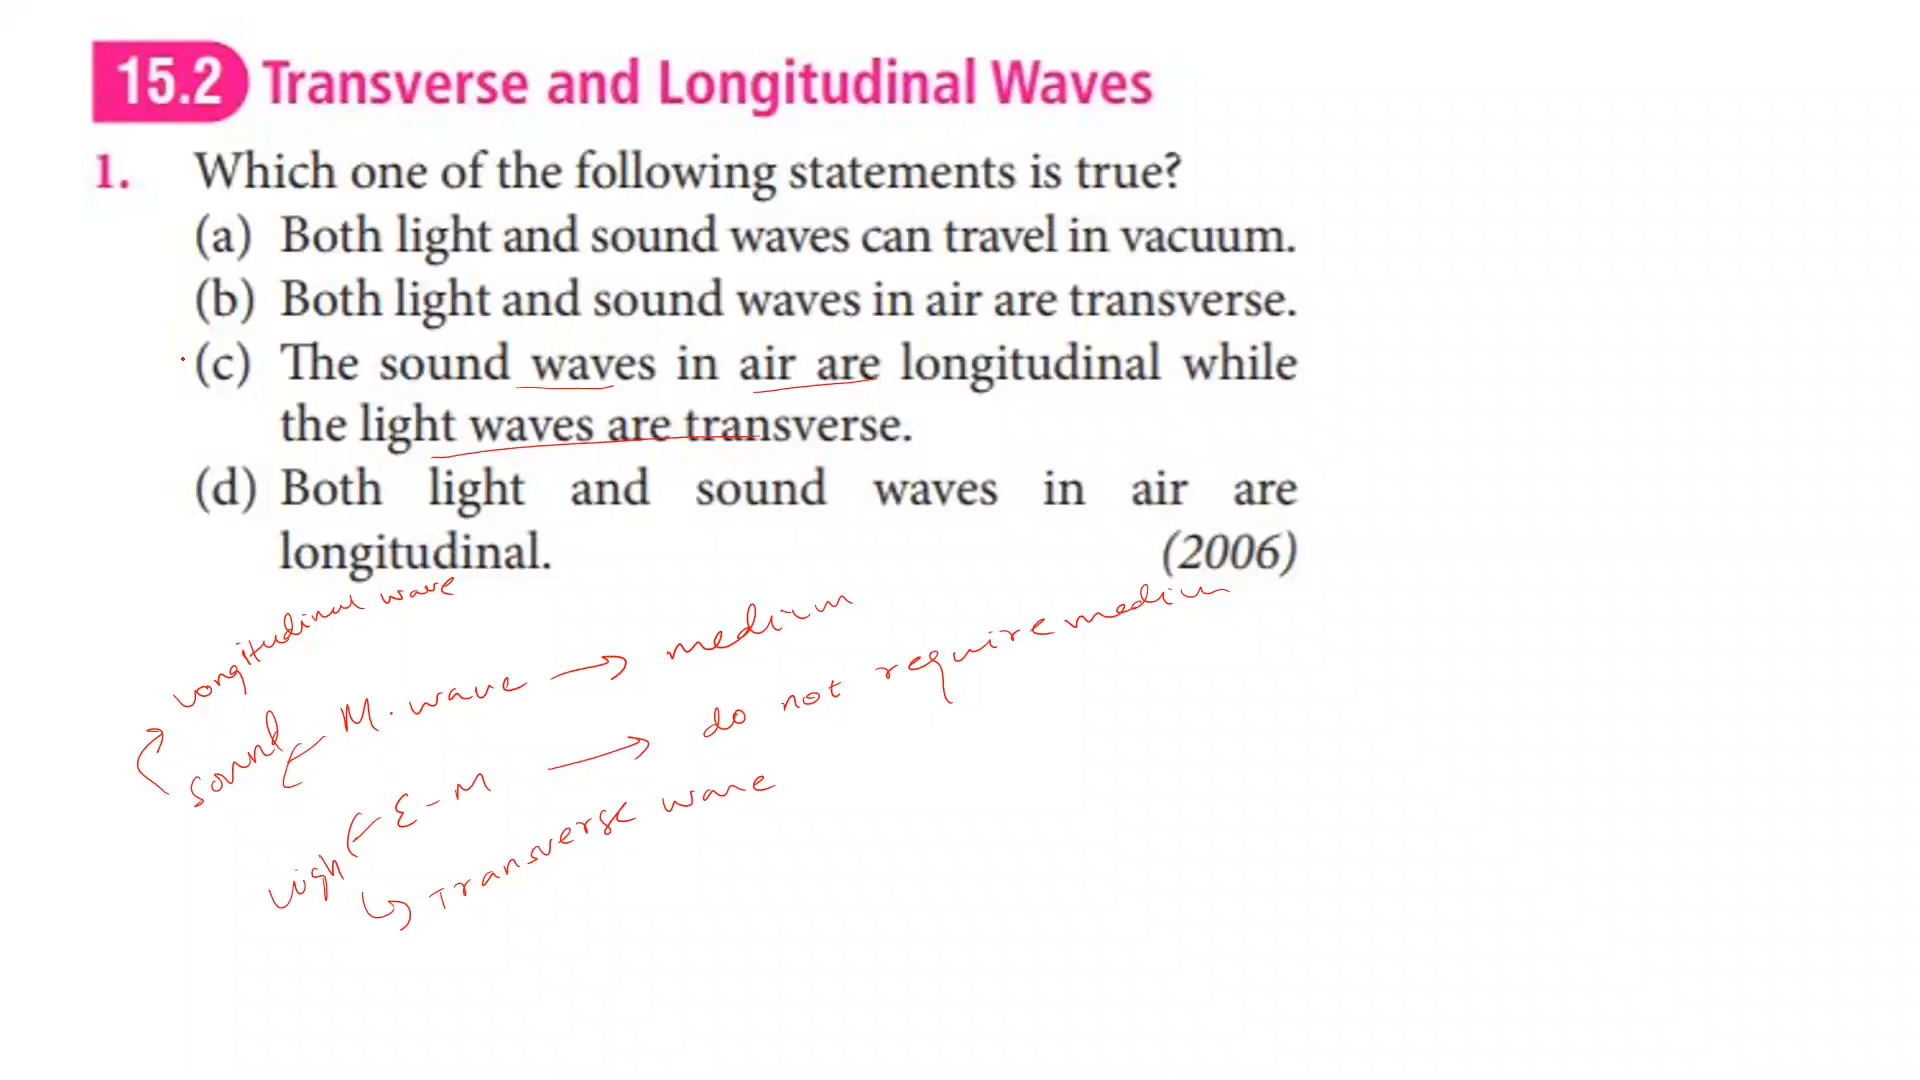 15.2 Transverse and Longitudinal Waves
1. Which one of the following statements is true?
(a) Both light and sound waves can travel in vacuum.
(b) Both light and sound waves in air are transverse.
(c) The sound waves in air are longitudinal while
the light waves are transverse.
(d) Both light and sound waves in air are
longitudinal. (2006)
longitudinal wave
sound M. wave → medium
E-M → do not require medium
Transverse wave